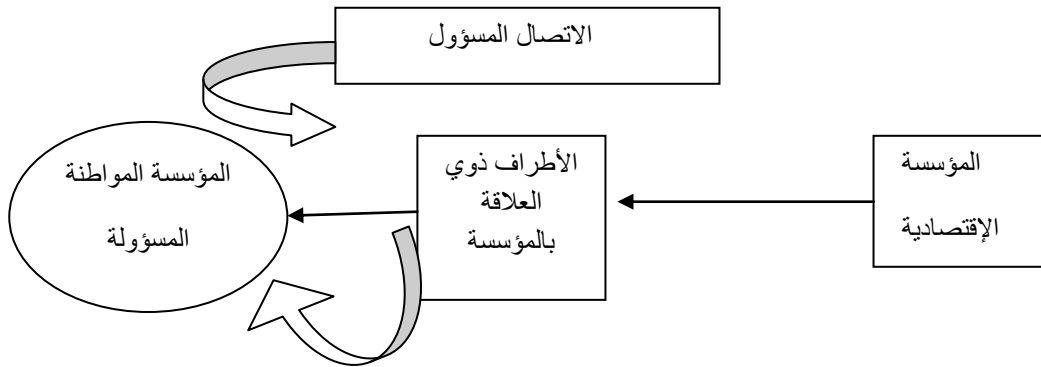 الاتصال المسؤول
المؤسسة
الإقتصادية
الأطراف ذوي
العلاقة
بالمؤسسة
المؤسسة المواطنة
المسؤولة